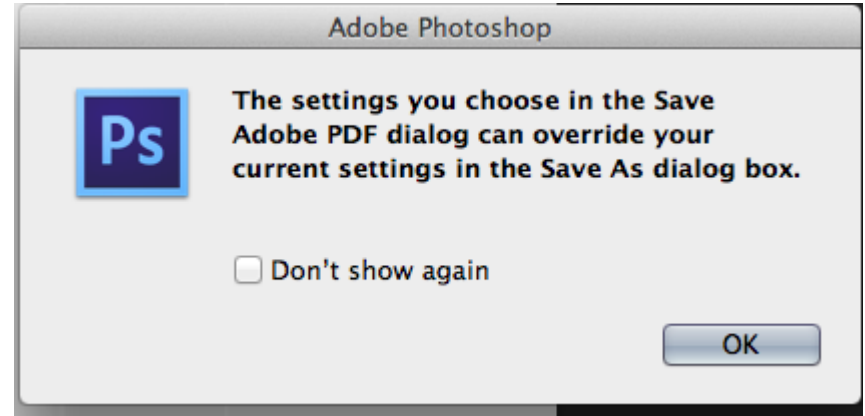 Adobe Photoshop
Ps
The settings you choose in the Save
Adobe PDF dialog can override your
current settings in the Save As dialog box.
Don't show again
OK